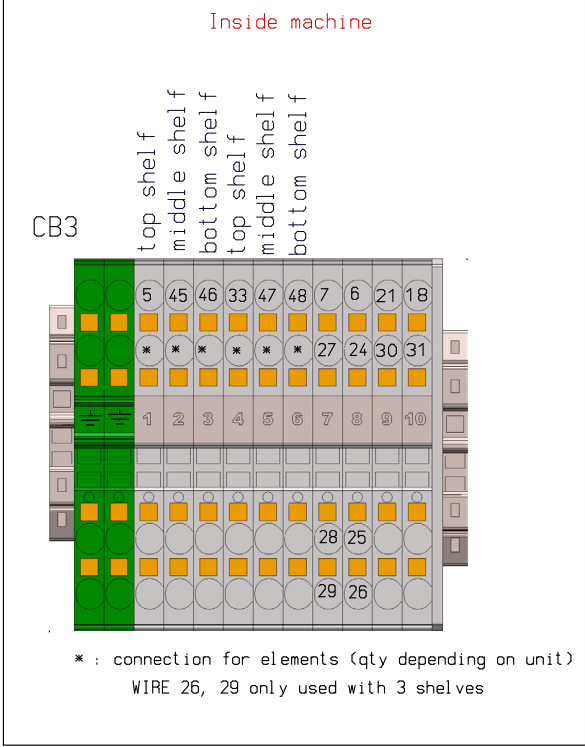 Inside machine
top shelf
middle shelf
bottom shelf
top shelf
middle shelf
bottom shelf
CB3
5 45 46 33 47 48 7 6 21 18
* * * * * * 27 24 30 31
1 2 3 4 5 6 7 8 9 10
28 25
29 26
* : connection for elements (qty depending on unit)
WIRE 26, 29 only used with 3 shelves